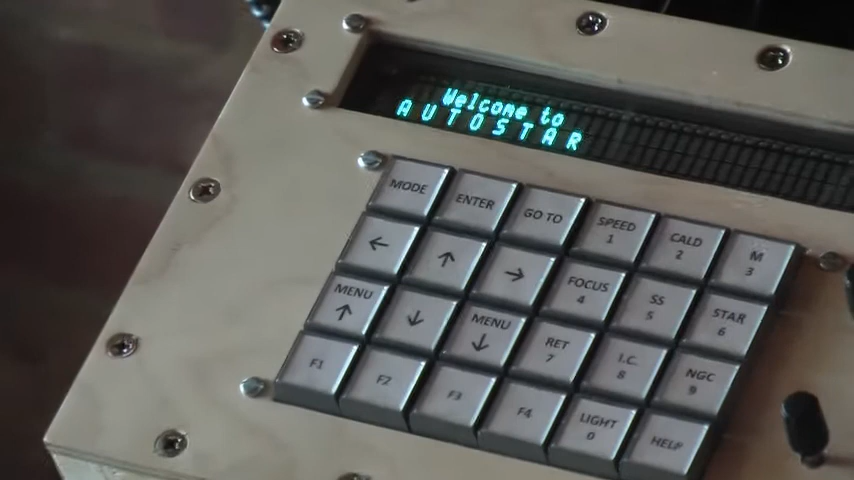 Welcome to
AUTOSTAR
MODE
ENTER
GO TO
SPEED
1
CALD
2
M
3
←
↑
→
FOCUS
4
SS
5
STAR
6
MENU
↑
↓
MENU
↓
RET
7
I.C.
8
NGC
9
F1
F2
F3
F4
LIGHT
0
HELP